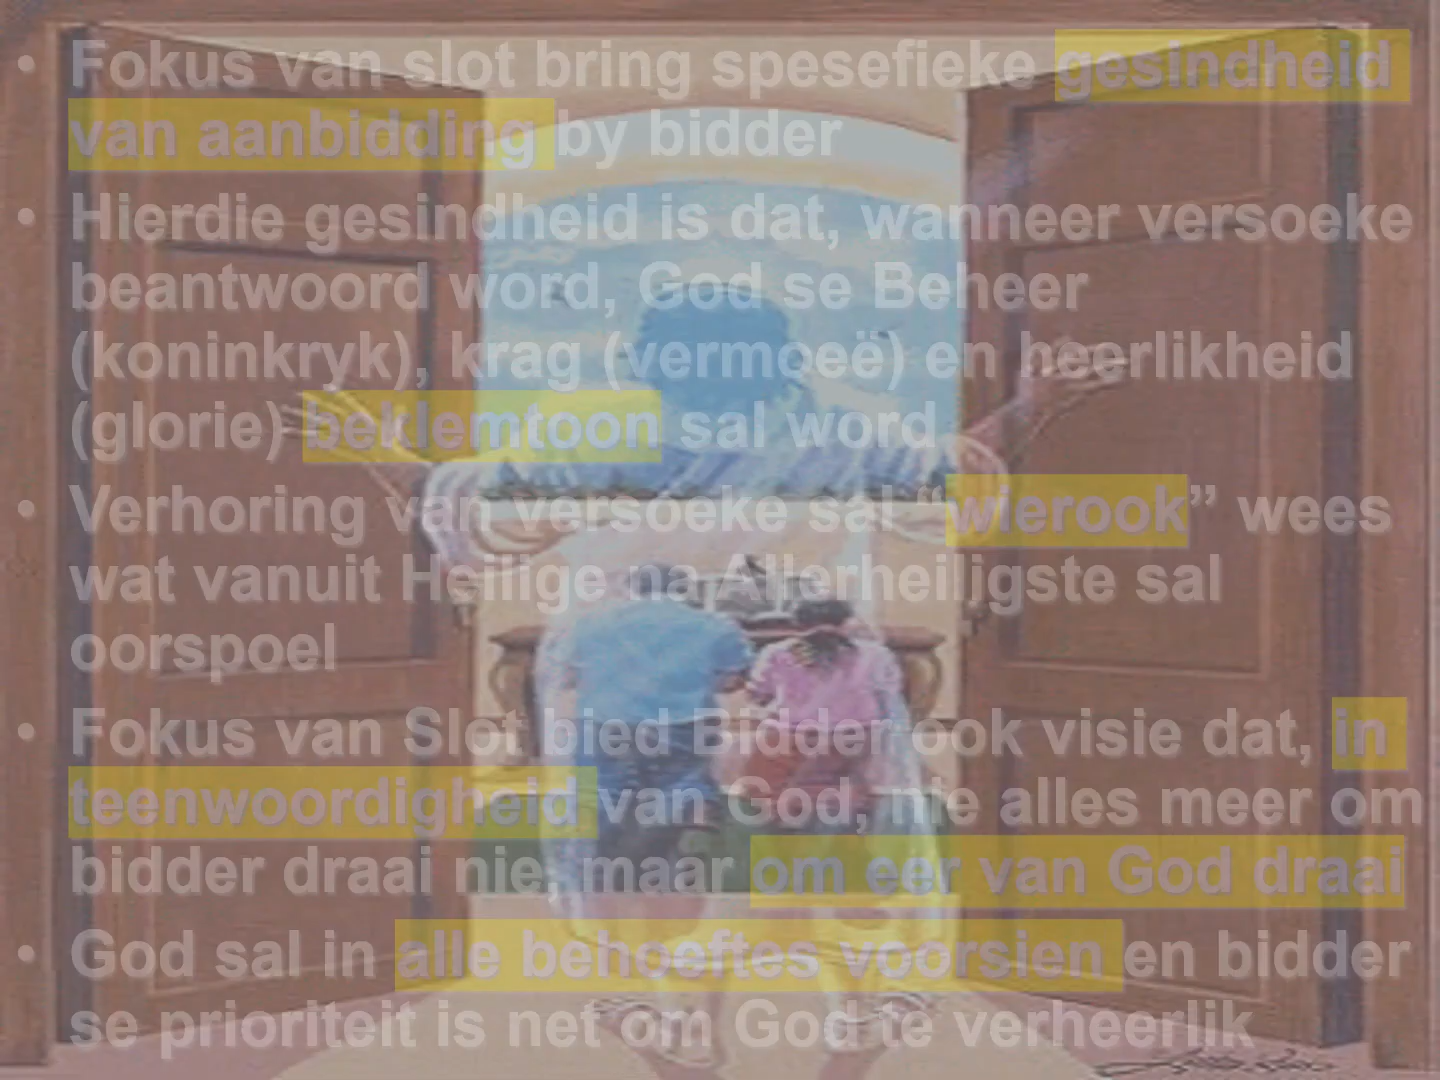 • Fokus van slot bring spesefieke gesindheid
van aanbidding by bidder
• Hierdie gesindheid is dat, wanneer versoeke
beantwoord word, God se Beheer
(koninkryk), krag (vermoeë) en heerlikheid
(glorie) beklemtoon sal word
• Verhoring van versoeke sal “wierook” wees
wat vanuit Heilige na Allerheiligste sal
oorspoel
• Fokus van Slot bied Bidder ook visie dat, in
teenwoordigheid van God, nie alles meer om
bidder draai nie, maar om eer van God draai
• God sal in alle behoeftes voorsien en bidder
se prioriteit is net om God te verheerlik